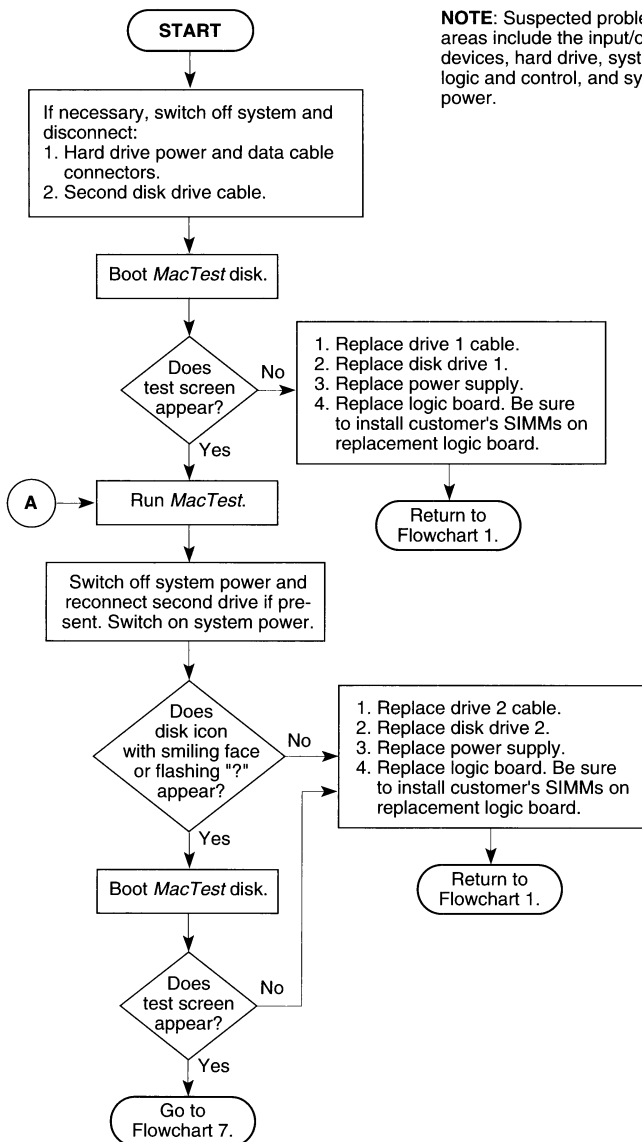 START
NOTE: Suspected
areas include the
devices, hard drive,
logic and control, and
power.
If necessary, switch off system and
disconnect:
1. Hard drive power and data cable
connectors.
2. Second disk drive cable.
Boot MacTest disk.
Does
test screen
appear?
No
1. Replace drive 1 cable.
2. Replace disk drive 1.
3. Replace power supply.
4. Replace logic board. Be sure
to install customer's SIMMs on
replacement logic board.
Yes
Return to
Flowchart 1.
A
Run MacTest.
Switch off system power and
reconnect second drive if pre-
sent. Switch on system power.
Does
disk icon
with smiling face
or flashing "?"
appear?
No
1. Replace drive 2 cable.
2. Replace disk drive 2.
3. Replace power supply.
4. Replace logic board. Be sure
to install customer's SIMMs on
replacement logic board.
Yes
Return to
Flowchart 1.
Boot MacTest disk.
Does
test screen
appear?
No
Yes
Go to
Flowchart 7.